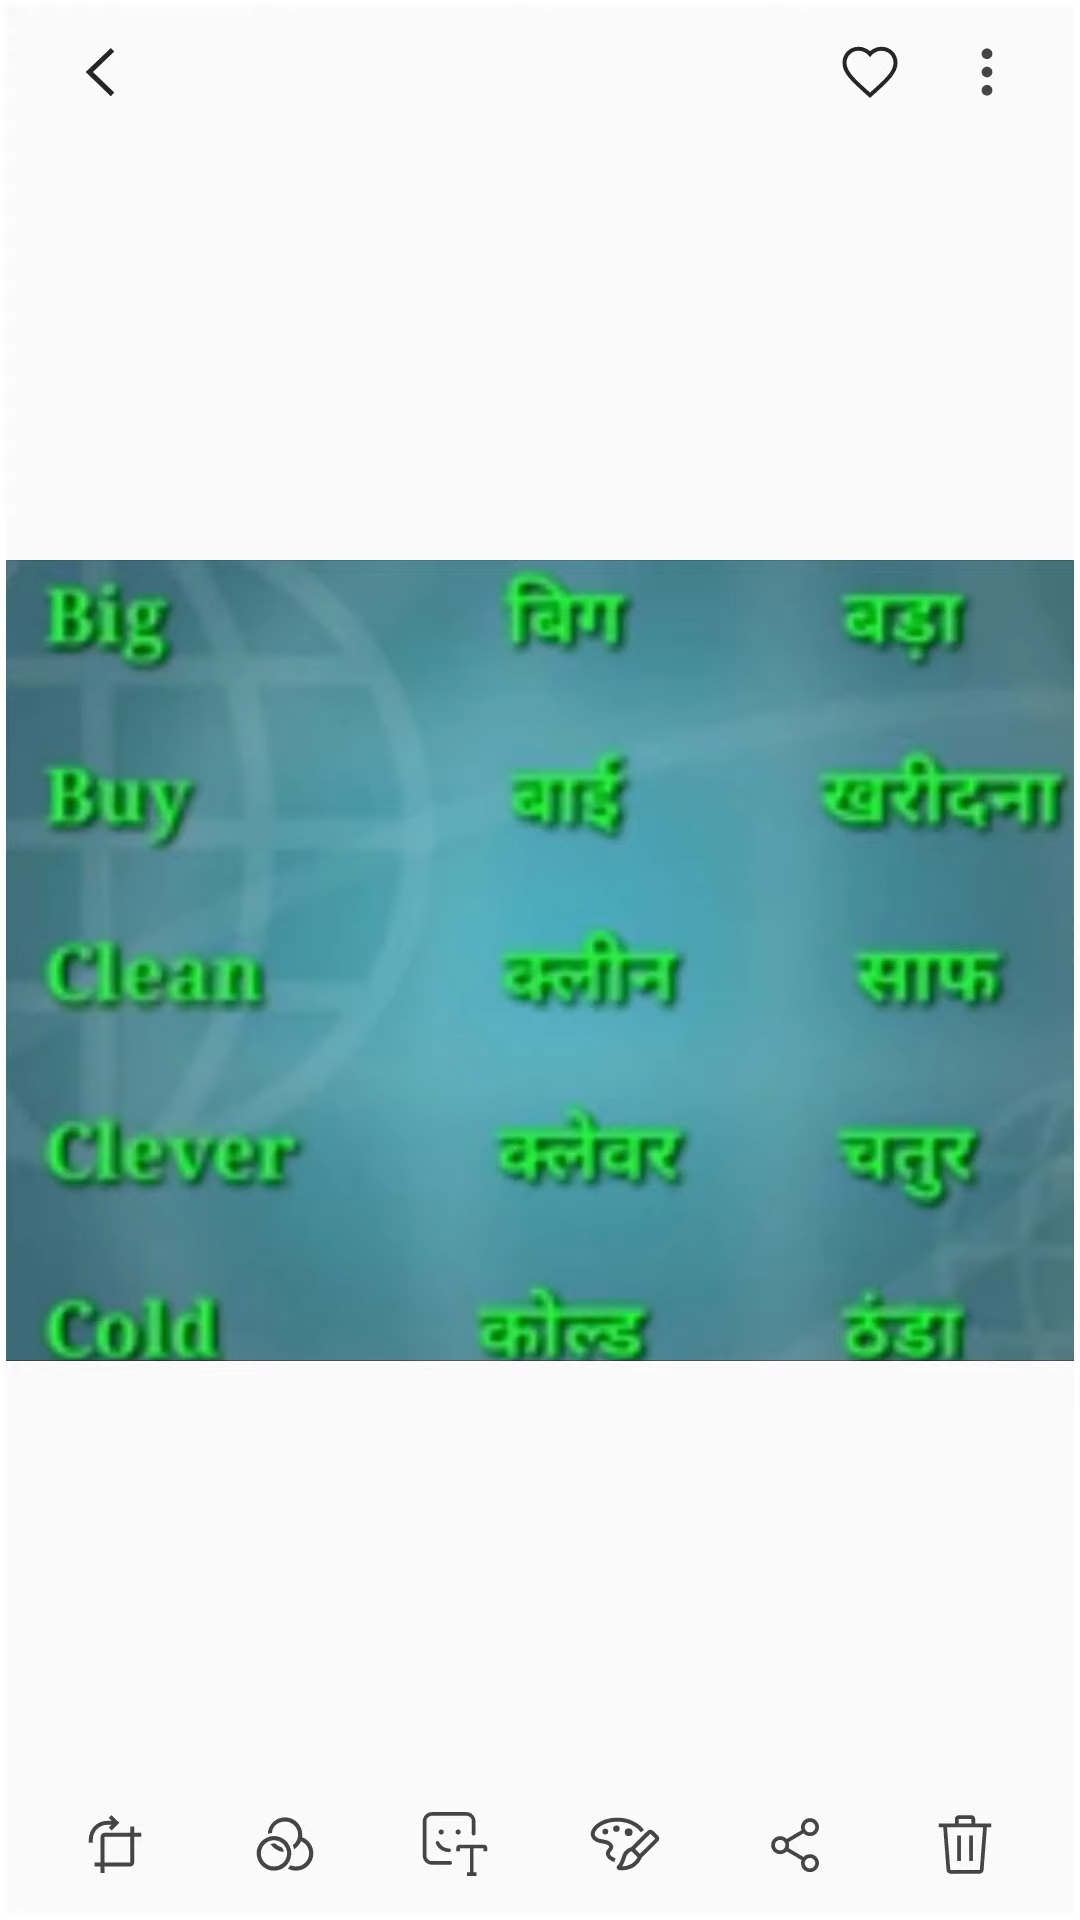 Big बिग बड़ा
Buy बाई खरीदना
Clean क्लीन साफ
Clever क्लेवर चतुर
Cold कोल्ड ठंडा